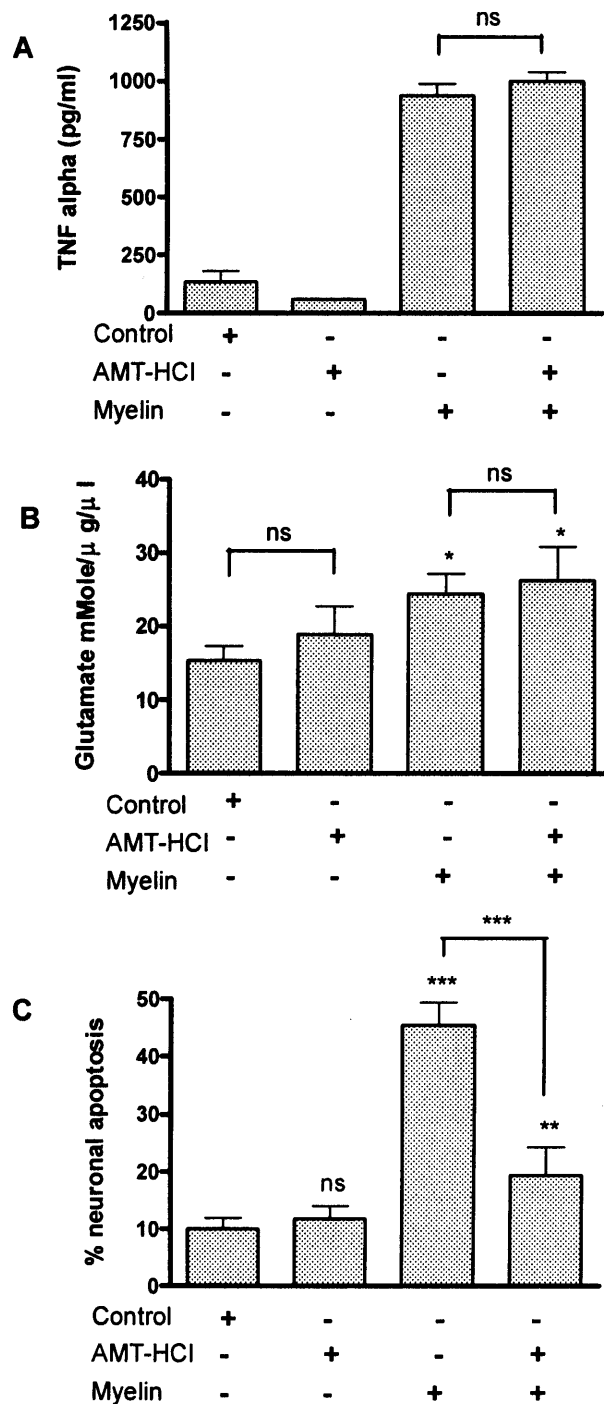 A
TNF alpha (pg/ml)
1250
1000
750
500
250
0
ns
Control + - - -
AMT-HCl - + - +
Myelin - - + +
B
Glutamate mMole/μ g/μ l
40
30
20
10
0
ns
ns
*
*
Control + - - -
AMT-HCl - + - +
Myelin - - + +
C
% neuronal apoptosis
50
40
30
20
10
0
***
***
**
ns
Control + - - -
AMT-HCl - + - +
Myelin - - + +